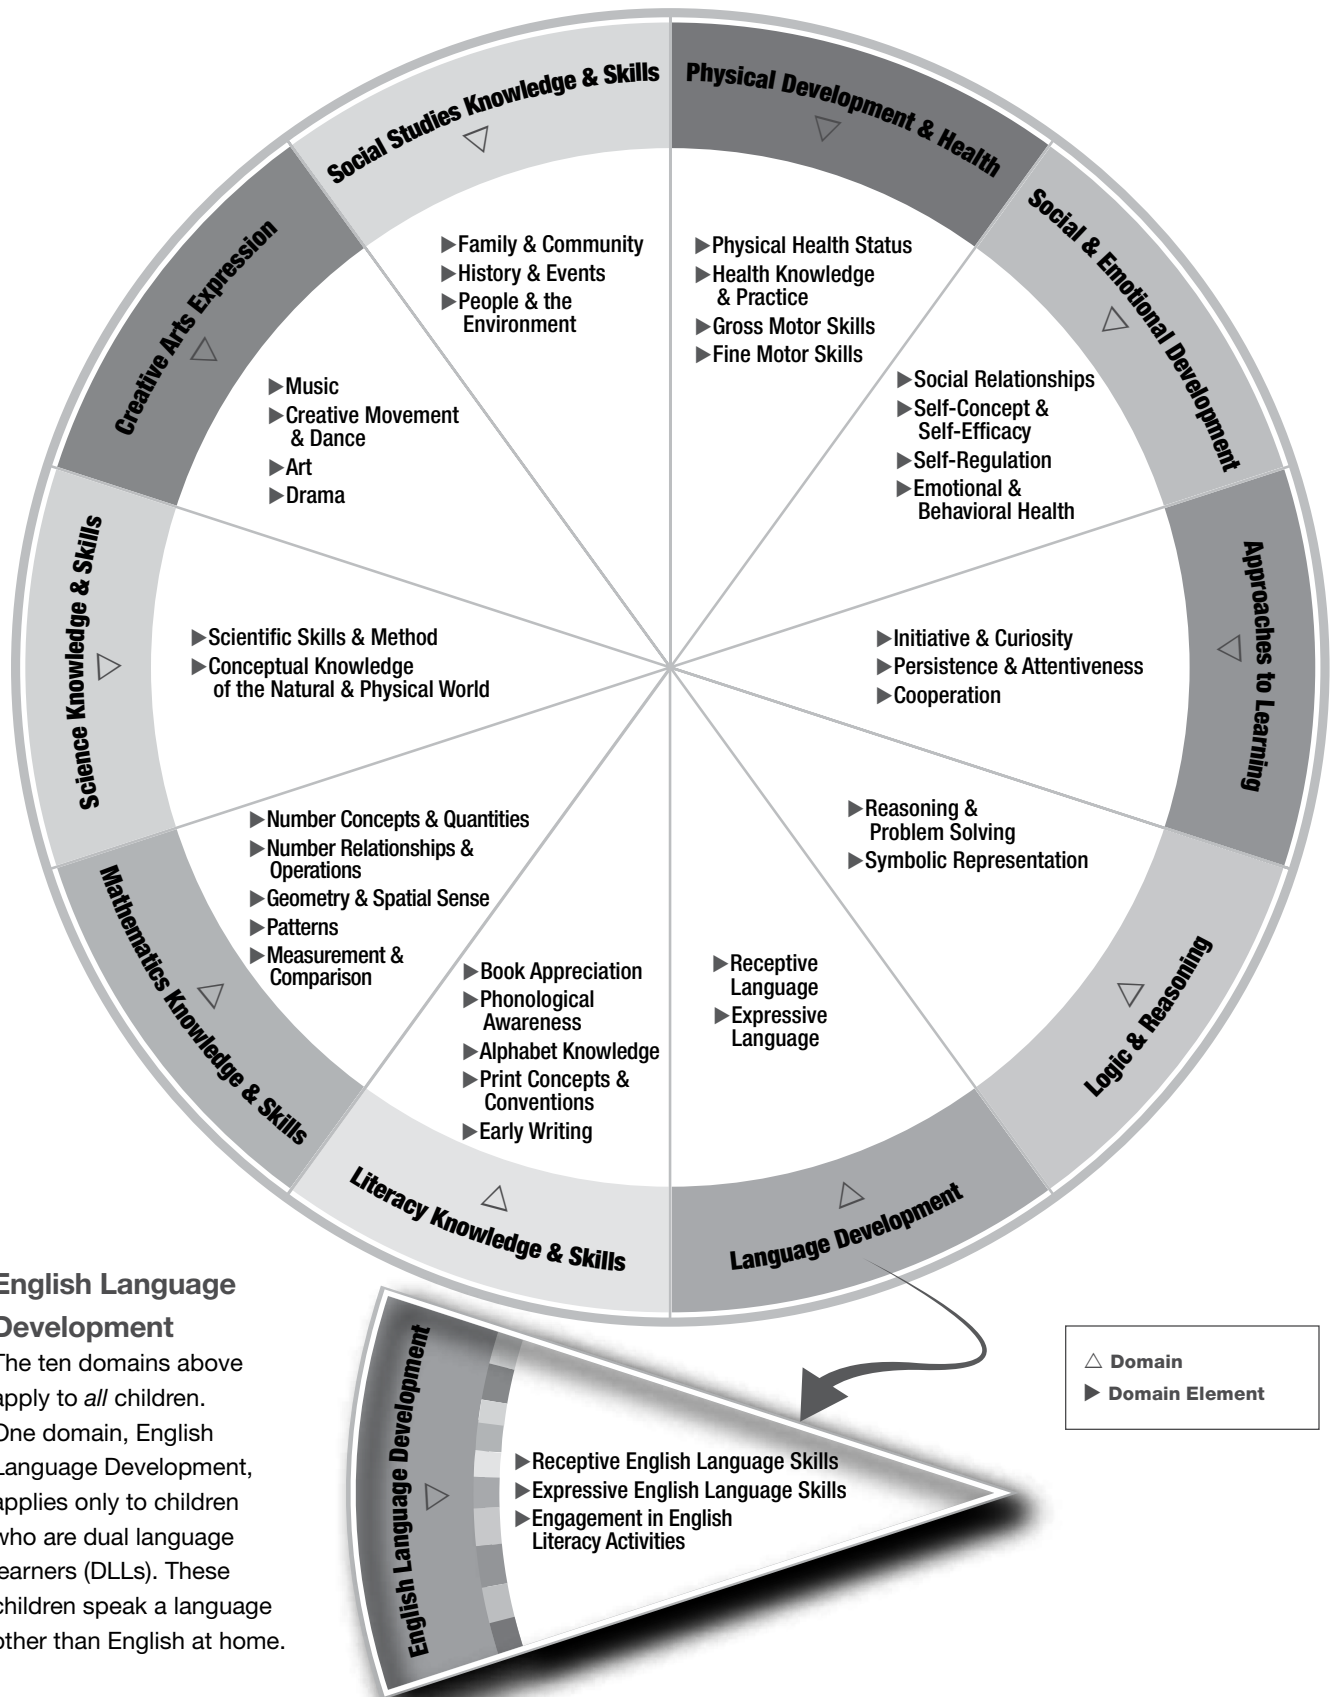 Social Studies Knowledge & Skills
▶Family & Community
▶History & Events
▶People & the
Environment
Physical Development & Health
▶Physical Health Status
▶Health Knowledge
& Practice
▶Gross Motor Skills
▶Fine Motor Skills
Social & Emotional Development
▶Social Relationships
▶Self-Concept &
Self-Efficacy
▶Self-Regulation
▶Emotional &
Behavioral Health
Approaches to Learning
▶Initiative & Curiosity
▶Persistence & Attentiveness
▶Cooperation
Logic & Reasoning
▶Reasoning &
Problem Solving
▶Symbolic Representation
Language Development
▶Receptive
Language
▶Expressive
Language
Literacy Knowledge & Skills
▶Book Appreciation
▶Phonological
Awareness
▶Alphabet Knowledge
▶Print Concepts &
Conventions
▶Early Writing
Mathematics Knowledge & Skills
▶Number Concepts & Quantities
▶Number Relationships &
Operations
▶Geometry & Spatial Sense
▶Patterns
▶Measurement &
Comparison
Science Knowledge & Skills
▶Scientific Skills & Method
▶Conceptual Knowledge
of the Natural & Physical World
Creative Arts Expression
▶Music
▶Creative Movement
& Dance
▶Art
▶Drama
English Language
Development
The ten domains above
apply to all children.
One domain, English
Language Development,
applies only to children
who are dual language
learners (DLLs). These
children speak a language
other than English at home.
English Language Development
▶Receptive English Language Skills
▶Expressive English Language Skills
▶Engagement in English
Literacy Activities
△ Domain
▶ Domain Element